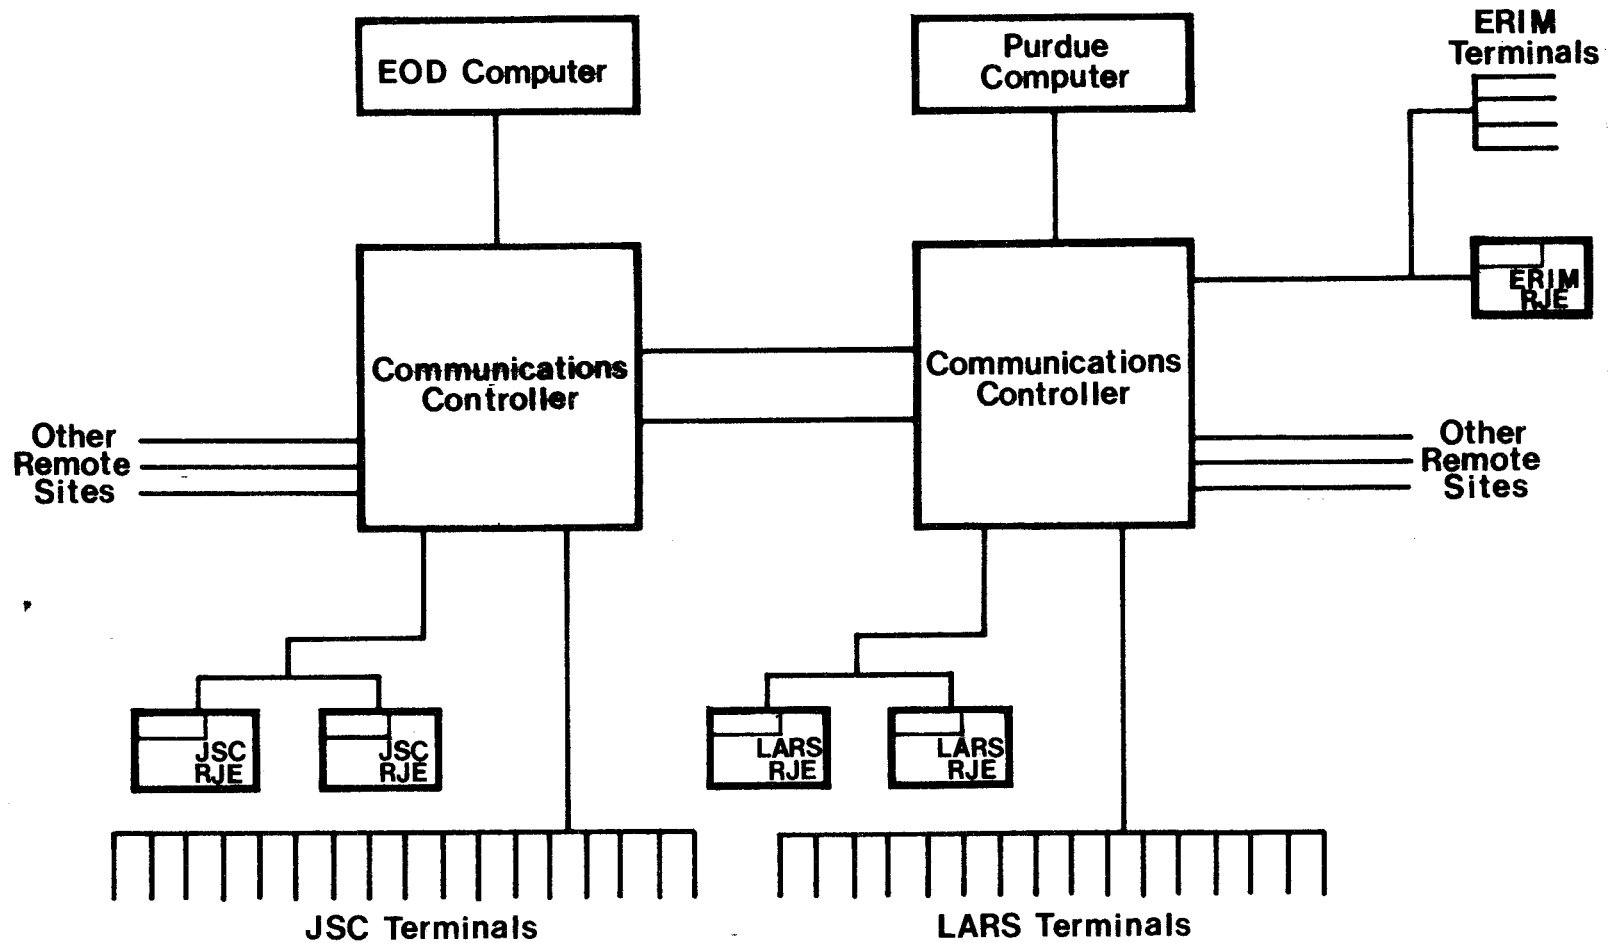 EOD Computer
Purdue
Computer
ERIM
Terminals
ERIM
RJE
Communications
Controller
Communications
Controller
Other
Remote
Sites
Other
Remote
Sites
JSC
RJE
JSC
RJE
LARS
RJE
LARS
RJE
JSC Terminals
LARS Terminals